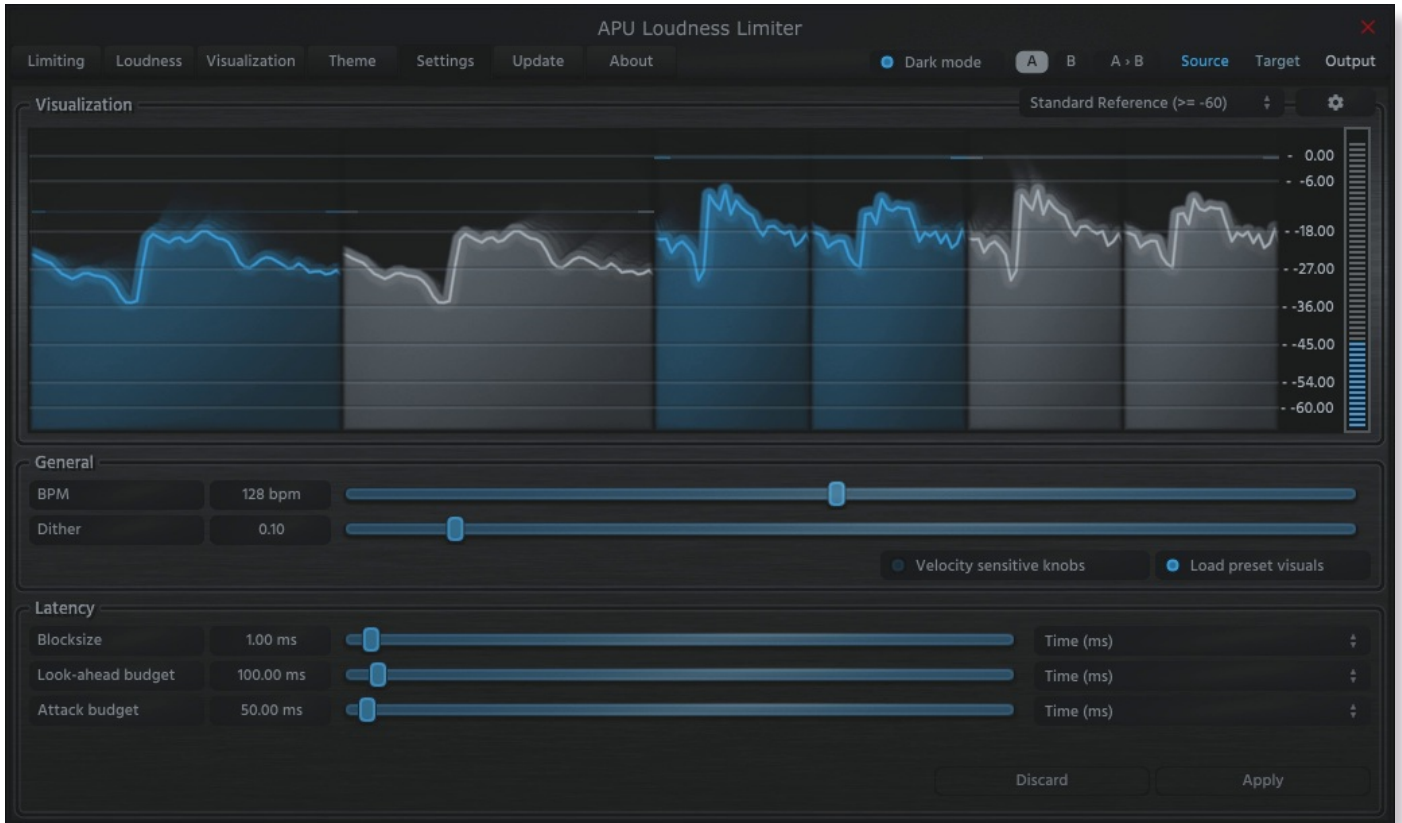 APU Loudness Limiter
Limiting Loudness Visualization Theme Settings Update About Dark mode A B A › B Source Target Output
Visualization Standard Reference (>= -60)
- 0.00
- -6.00
- -18.00
- -27.00
- -36.00
- -45.00
- -54.00
- -60.00
General
BPM 128 bpm
Dither 0.10
Velocity sensitive knobs Load preset visuals
Latency
Blocksize 1.00 ms Time (ms)
Look-ahead budget 100.00 ms Time (ms)
Attack budget 50.00 ms Time (ms)
Discard Apply